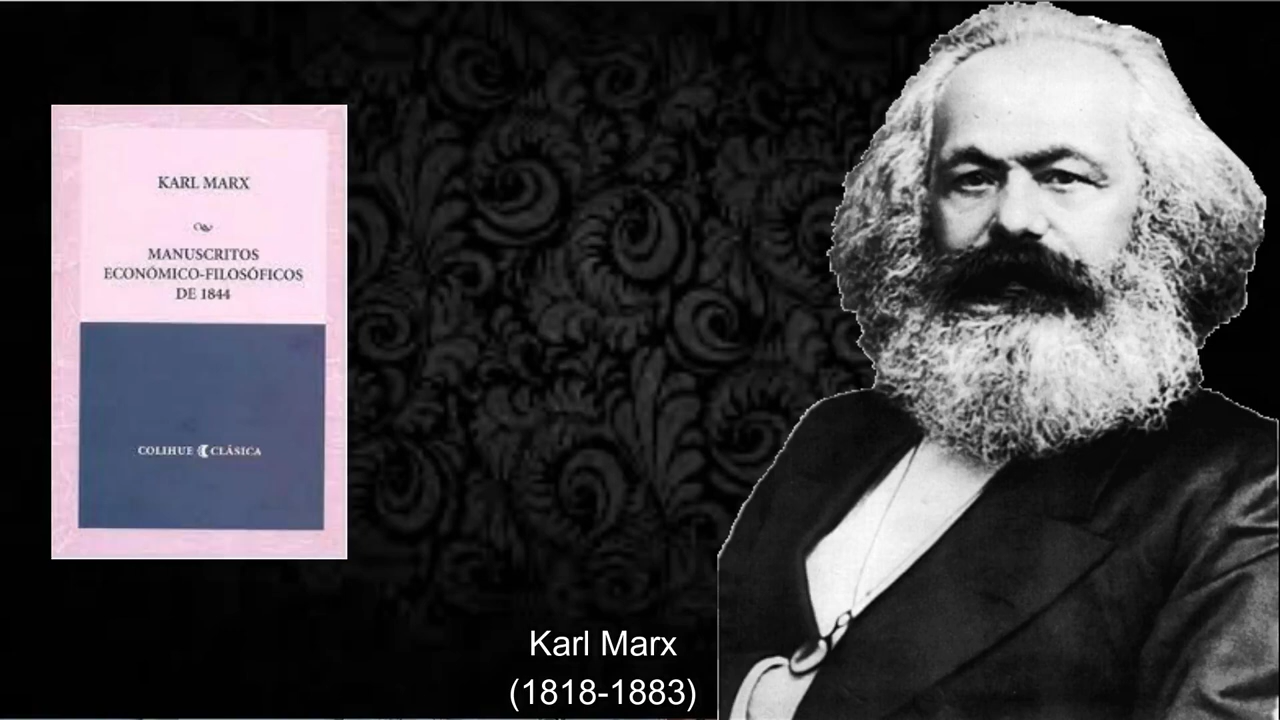 KARL MARX
MANUSCRITOS
ECONÓMICO-FILOSÓFICOS
DE 1844
COLIHUE CLÁSICA
Karl Marx
(1818-1883)